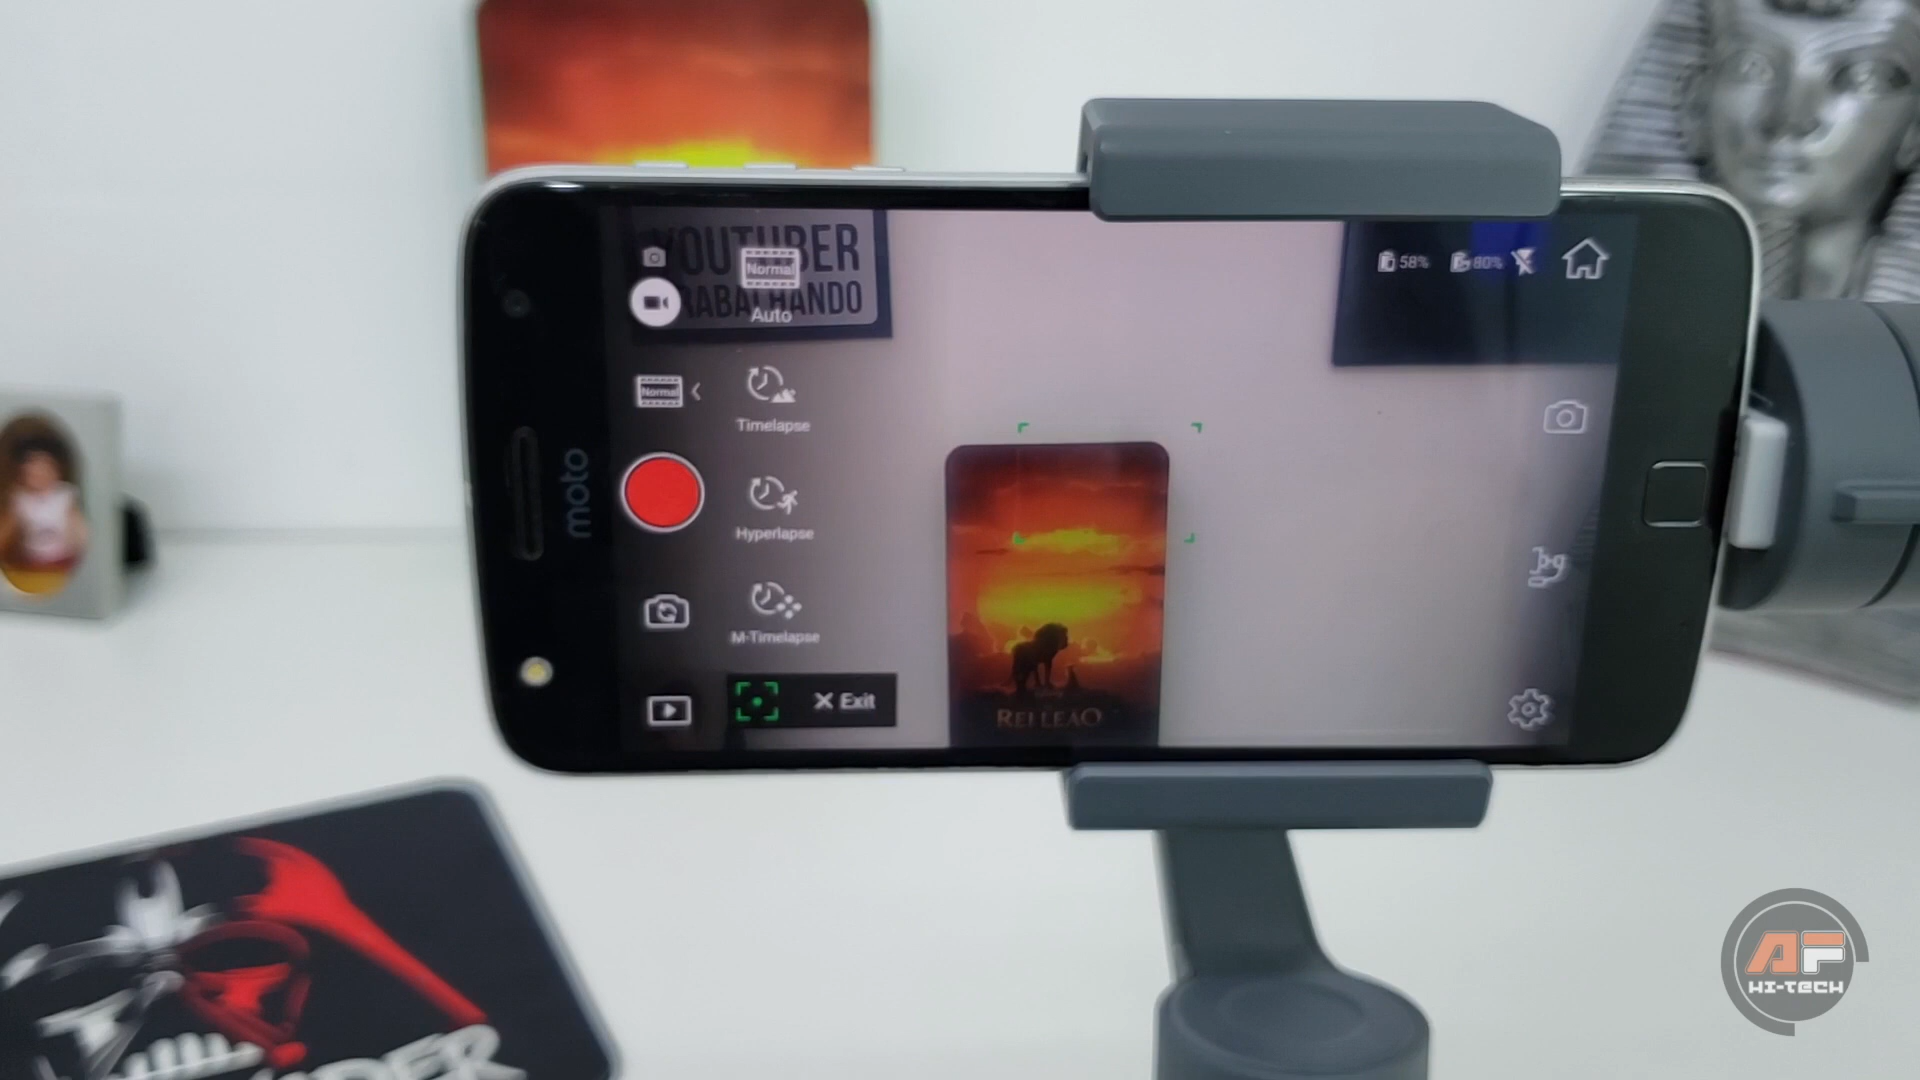 YOUTUBER
TRABALHANDO
Normal
Auto
58%
80%
Normal
Timelapse
Hyperlapse
M-Timelapse
Exit
moto
REI LEÃO
AF
HI-TECH